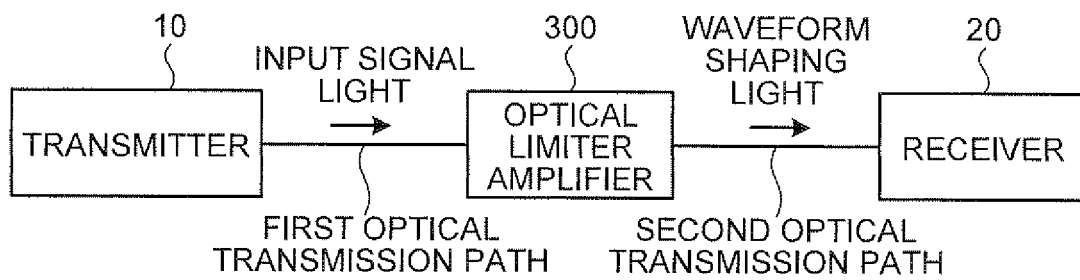 10
INPUT SIGNAL
LIGHT
300
WAVEFORM
SHAPING
LIGHT
20
TRANSMITTER
OPTICAL
LIMITER
AMPLIFIER
RECEIVER
FIRST OPTICAL
TRANSMISSION PATH
SECOND OPTICAL
TRANSMISSION PATH